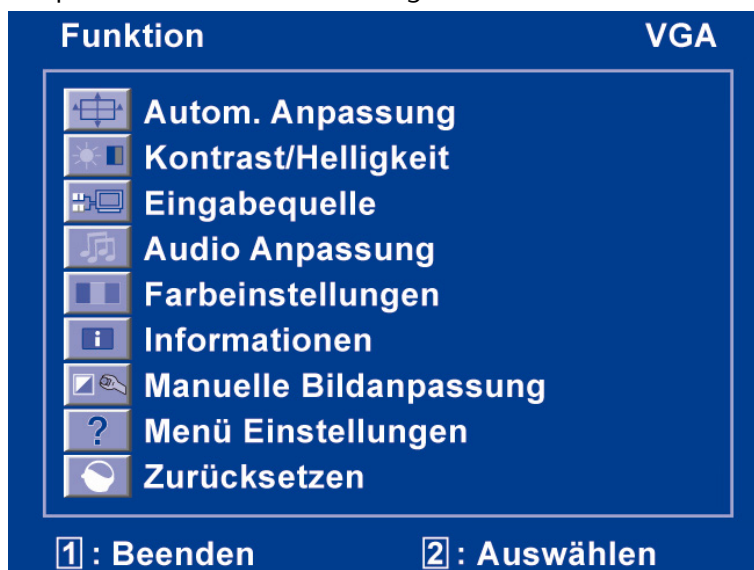 Funktion VGA
Autom. Anpassung
Kontrast/Helligkeit
Eingabequelle
Audio Anpassung
Farbeinstellungen
Informationen
Manuelle Bildanpassung
? Menü Einstellungen
Zurücksetzen
1 : Beenden 2 : Auswählen